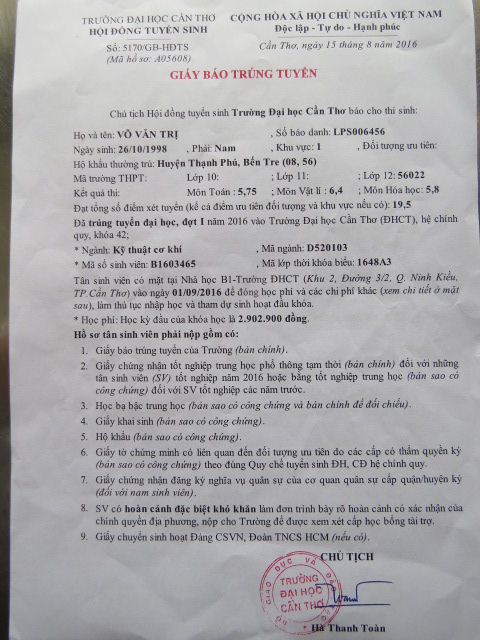 TRƯỜNG ĐẠI HỌC CẦN THƠ
HỘI ĐỒNG TUYỂN SINH
Số: 5170/GB-HĐTS
(Mã hồ sơ: A05608)
CỘNG HÒA XÃ HỘI CHỦ NGHĨA VIỆT NAM
Độc lập - Tự do - Hạnh phúc
Cần Thơ, ngày 15 tháng 8 năm 2016
GIẤY BÁO TRÚNG TUYỂN
Chủ tịch Hội đồng tuyển sinh Trường Đại học Cần Thơ báo cho thí sinh:
Họ và tên: VÕ VĂN TRỊ , Số báo danh: LPS006456
Ngày sinh: 26/10/1998 , Phái: Nam , Khu vực: 1 , Đối tượng ưu tiên:
Hộ khẩu thường trú: Huyện Thạnh Phú, Bến Tre (08, 56)
Mã trường THPT: Lớp 10: ; Lớp 11: ; Lớp 12: 56022
Kết quả thi: Môn Toán : 5,75 ; Môn Vật lí : 6,4 ; Môn Hóa học: 5,8
Đạt tổng số điểm xét tuyển (kể cả điểm ưu tiên đối tượng và khu vực nếu có): 19,5
Đã trúng tuyển đại học, đợt I năm 2016 vào Trường Đại học Cần Thơ (ĐHCT), hệ chính
quy, khóa 42;
* Ngành: Kỹ thuật cơ khí , Mã ngành: D520103
* Mã số sinh viên: B1603465 , Mã lớp thời khóa biểu: 1648A3
Tân sinh viên có mặt tại Nhà học B1-Trường ĐHCT (Khu 2, Đường 3/2, Q. Ninh Kiều,
TP.Cần Thơ) vào ngày 01/09/2016 để đóng học phí và các chi phí khác (xem chi tiết ở mặt
sau), làm thủ tục nhập học và tham dự sinh hoạt đầu khóa.
* Học phí: Học kỳ đầu của khóa học là 2.902.900 đồng.
Hồ sơ tân sinh viên phải nộp gồm có:
1. Giấy báo trúng tuyển của Trường (bản chính).
2. Giấy chứng nhận tốt nghiệp trung học phổ thông tạm thời (bản chính) đối với những
tân sinh viên (SV) tốt nghiệp năm 2016 hoặc bằng tốt nghiệp trung học (bản sao có
công chứng) đối với SV tốt nghiệp các năm trước.
3. Học bạ bậc trung học (bản sao có công chứng và bản chính để đối chiếu).
4. Giấy khai sinh (bản sao có công chứng).
5. Hộ khẩu (bản sao có công chứng).
6. Giấy tờ chứng minh có liên quan đến đối tượng ưu tiên do các cấp có thẩm quyền ký
(bản sao có công chứng) theo đúng Quy chế tuyển sinh ĐH, CĐ hệ chính quy.
7. Giấy chứng nhận đăng ký nghĩa vụ quân sự của cơ quan quân sự cấp quận/huyện ký
(đối với nam sinh viên).
8. SV có hoàn cảnh đặc biệt khó khăn làm đơn trình bày rõ hoàn cảnh có xác nhận của
chính quyền địa phương, nộp cho Trường để được xem xét cấp học bổng tài trợ.
9. Giấy chuyển sinh hoạt Đảng CSVN, Đoàn TNCS HCM (nếu có).
CHỦ TỊCH
BỘ GIÁO DỤC VÀ ĐÀO TẠO
TRƯỜNG
ĐẠI HỌC
CẦN THƠ
Hà Thanh Toàn